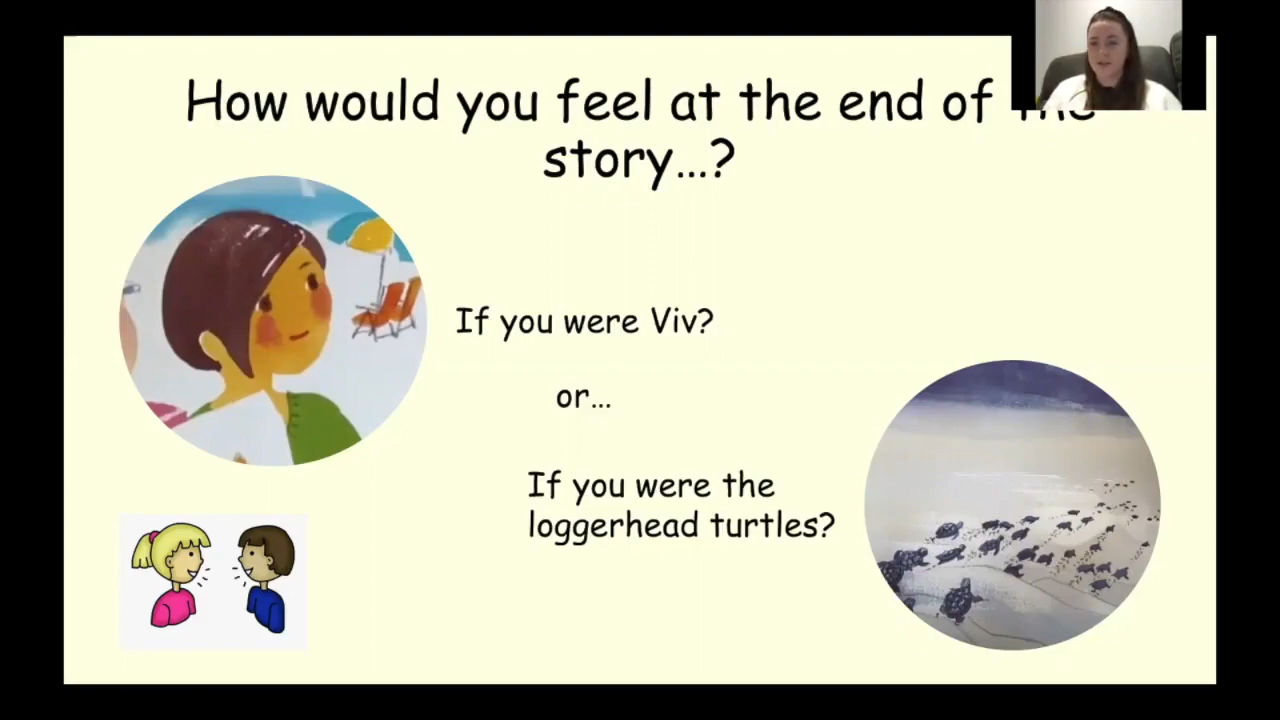 How would you feel at the end of the
story...?
If you were Viv?
or...
If you were the
loggerhead turtles?